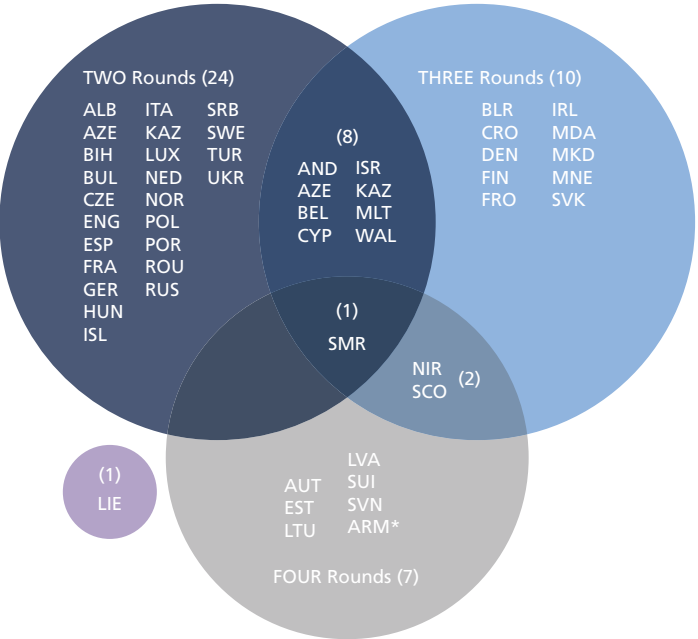 TWO Rounds (24)
ALB ITA SRB
AZE KAZ SWE
BIH LUX TUR
BUL NED UKR
CZE NOR
ENG POL
ESP POR
FRA ROU
GER RUS
HUN
ISL
(8)
AND ISR
AZE KAZ
BEL MLT
CYP WAL
THREE Rounds (10)
BLR IRL
CRO MDA
DEN MKD
FIN MNE
FRO SVK
(1)
SMR
NIR
SCO
(2)
(1)
LIE
AUT
EST
LTU
LVA
SUI
SVN
ARM*
FOUR Rounds (7)